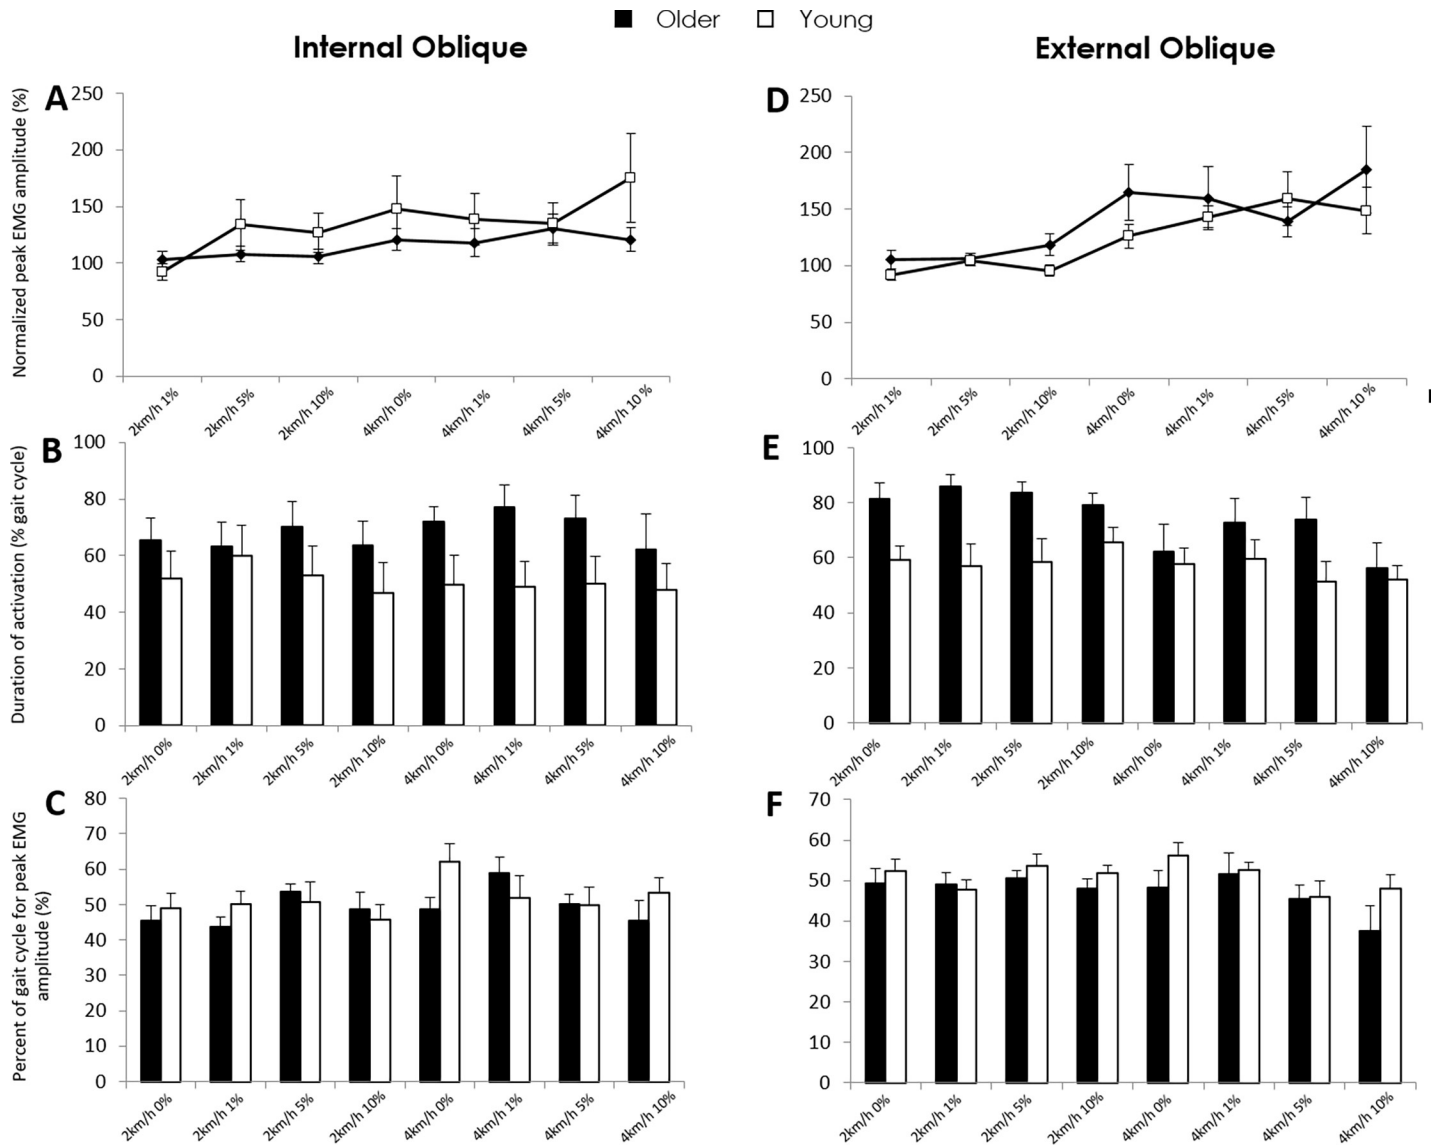 Older Young
Internal Oblique
External Oblique
A
Normalized peak EMG amplitude (%)
250
200
150
100
50
0
2km/h 1% 2km/h 5% 2km/h 10% 4km/h 0% 4km/h 1% 4km/h 5% 4km/h 10 %
D
250
200
150
100
50
0
2km/h 1% 2km/h 5% 2km/h 10% 4km/h 0% 4km/h 1% 4km/h 5% 4km/h 10 %
B
Duration of activation (% gait cycle)
100
80
60
40
20
0
2km/h 0% 2km/h 1% 2km/h 5% 2km/h 10% 4km/h 0% 4km/h 1% 4km/h 5% 4km/h 10%
E
100
80
60
40
20
0
2km/h 0% 2km/h 1% 2km/h 5% 2km/h 10% 4km/h 0% 4km/h 1% 4km/h 5% 4km/h 10%
C
Percent of gait cycle for peak EMG
amplitude (%)
80
70
60
50
40
30
20
10
0
2km/h 0% 2km/h 1% 2km/h 5% 2km/h 10% 4km/h 0% 4km/h 1% 4km/h 5% 4km/h 10%
F
70
60
50
40
30
20
10
0
2km/h 0% 2km/h 1% 2km/h 5% 2km/h 10% 4km/h 0% 4km/h 1% 4km/h 5% 4km/h 10%